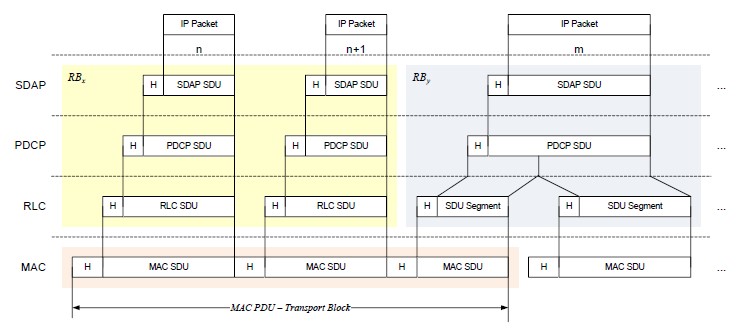 IP Packet IP Packet IP Packet
n n+1 m
RBx RBy
SDAP H SDAP SDU H SDAP SDU H SDAP SDU ...
PDCP H PDCP SDU H PDCP SDU H PDCP SDU ...
RLC H RLC SDU H RLC SDU H SDU Segment H SDU Segment ...
MAC H MAC SDU H MAC SDU H MAC SDU H MAC SDU ...
MAC PDU – Transport Block